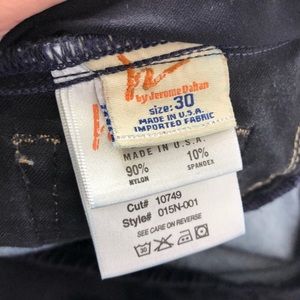 by Jerome Dahan
size: 30
MADE IN U.S.A.
IMPORTED FABRIC
MADE IN U.S.A.
90% 10%
NYLON SPANDEX
Cut# 10749
Style# 015N-001
SEE CARE ON REVERSE